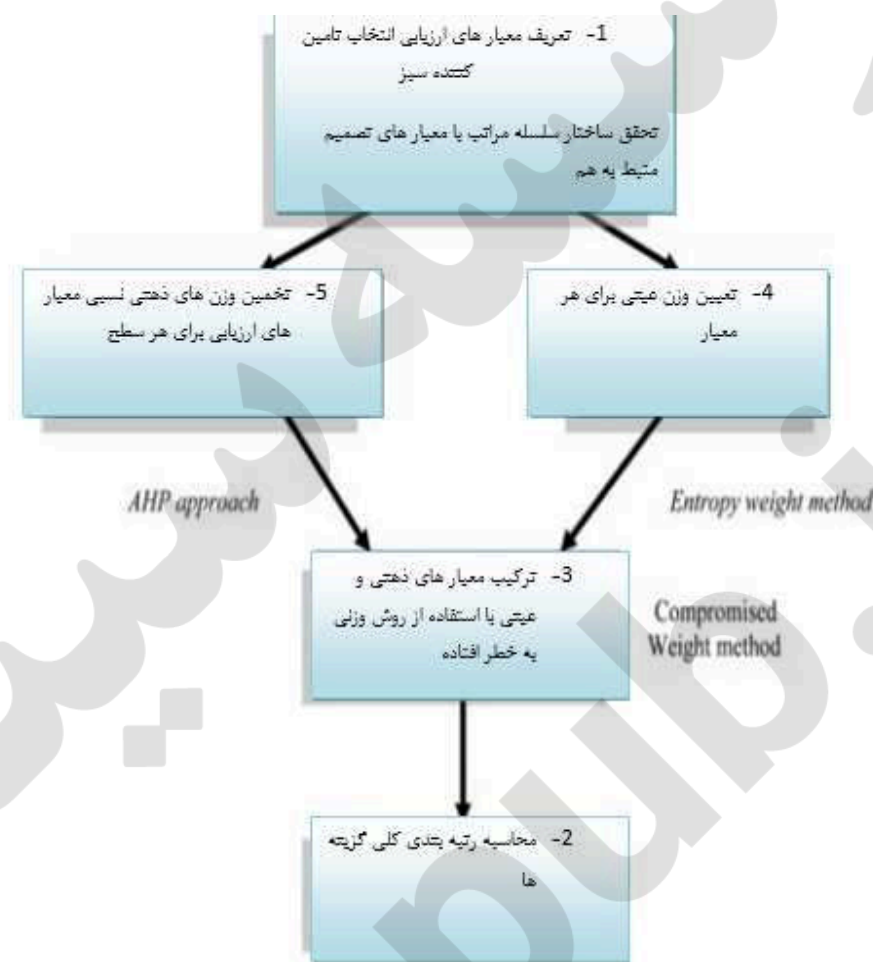 1- تعریف معیار های ارزیابی انتخاب تامین
کننده سبز
تحقق ساختار سلسله مراتب با معیار های تصمیم
متبط به هم
5- تخمین وزن های ذهنی نسبی معیار
های ارزیابی برای هر سطح
4- تعیین وزن عینی برای هر
معیار
AHP approach
Entropy weight method
3- ترکیب معیار های ذهنی و
عینی با استفاده از روش وزنی
به خطر افتاده
Compromised
Weight method
2- محاسبه رتبه بندی کلی گزینه
ها